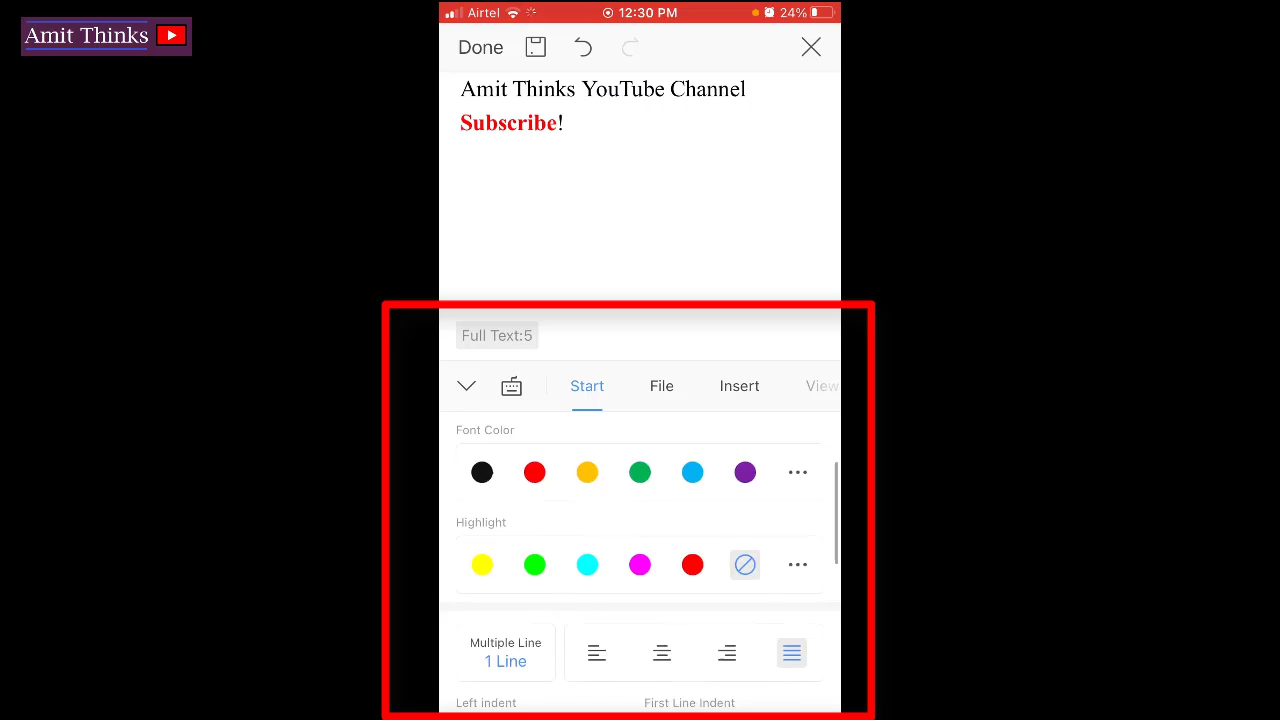 Amit Thinks
Airtel 12:30 PM 24%
Done
Amit Thinks YouTube Channel
Subscribe!
Full Text:5
Start File Insert View
Font Color
Highlight
Multiple Line
1 Line
Left indent First Line Indent